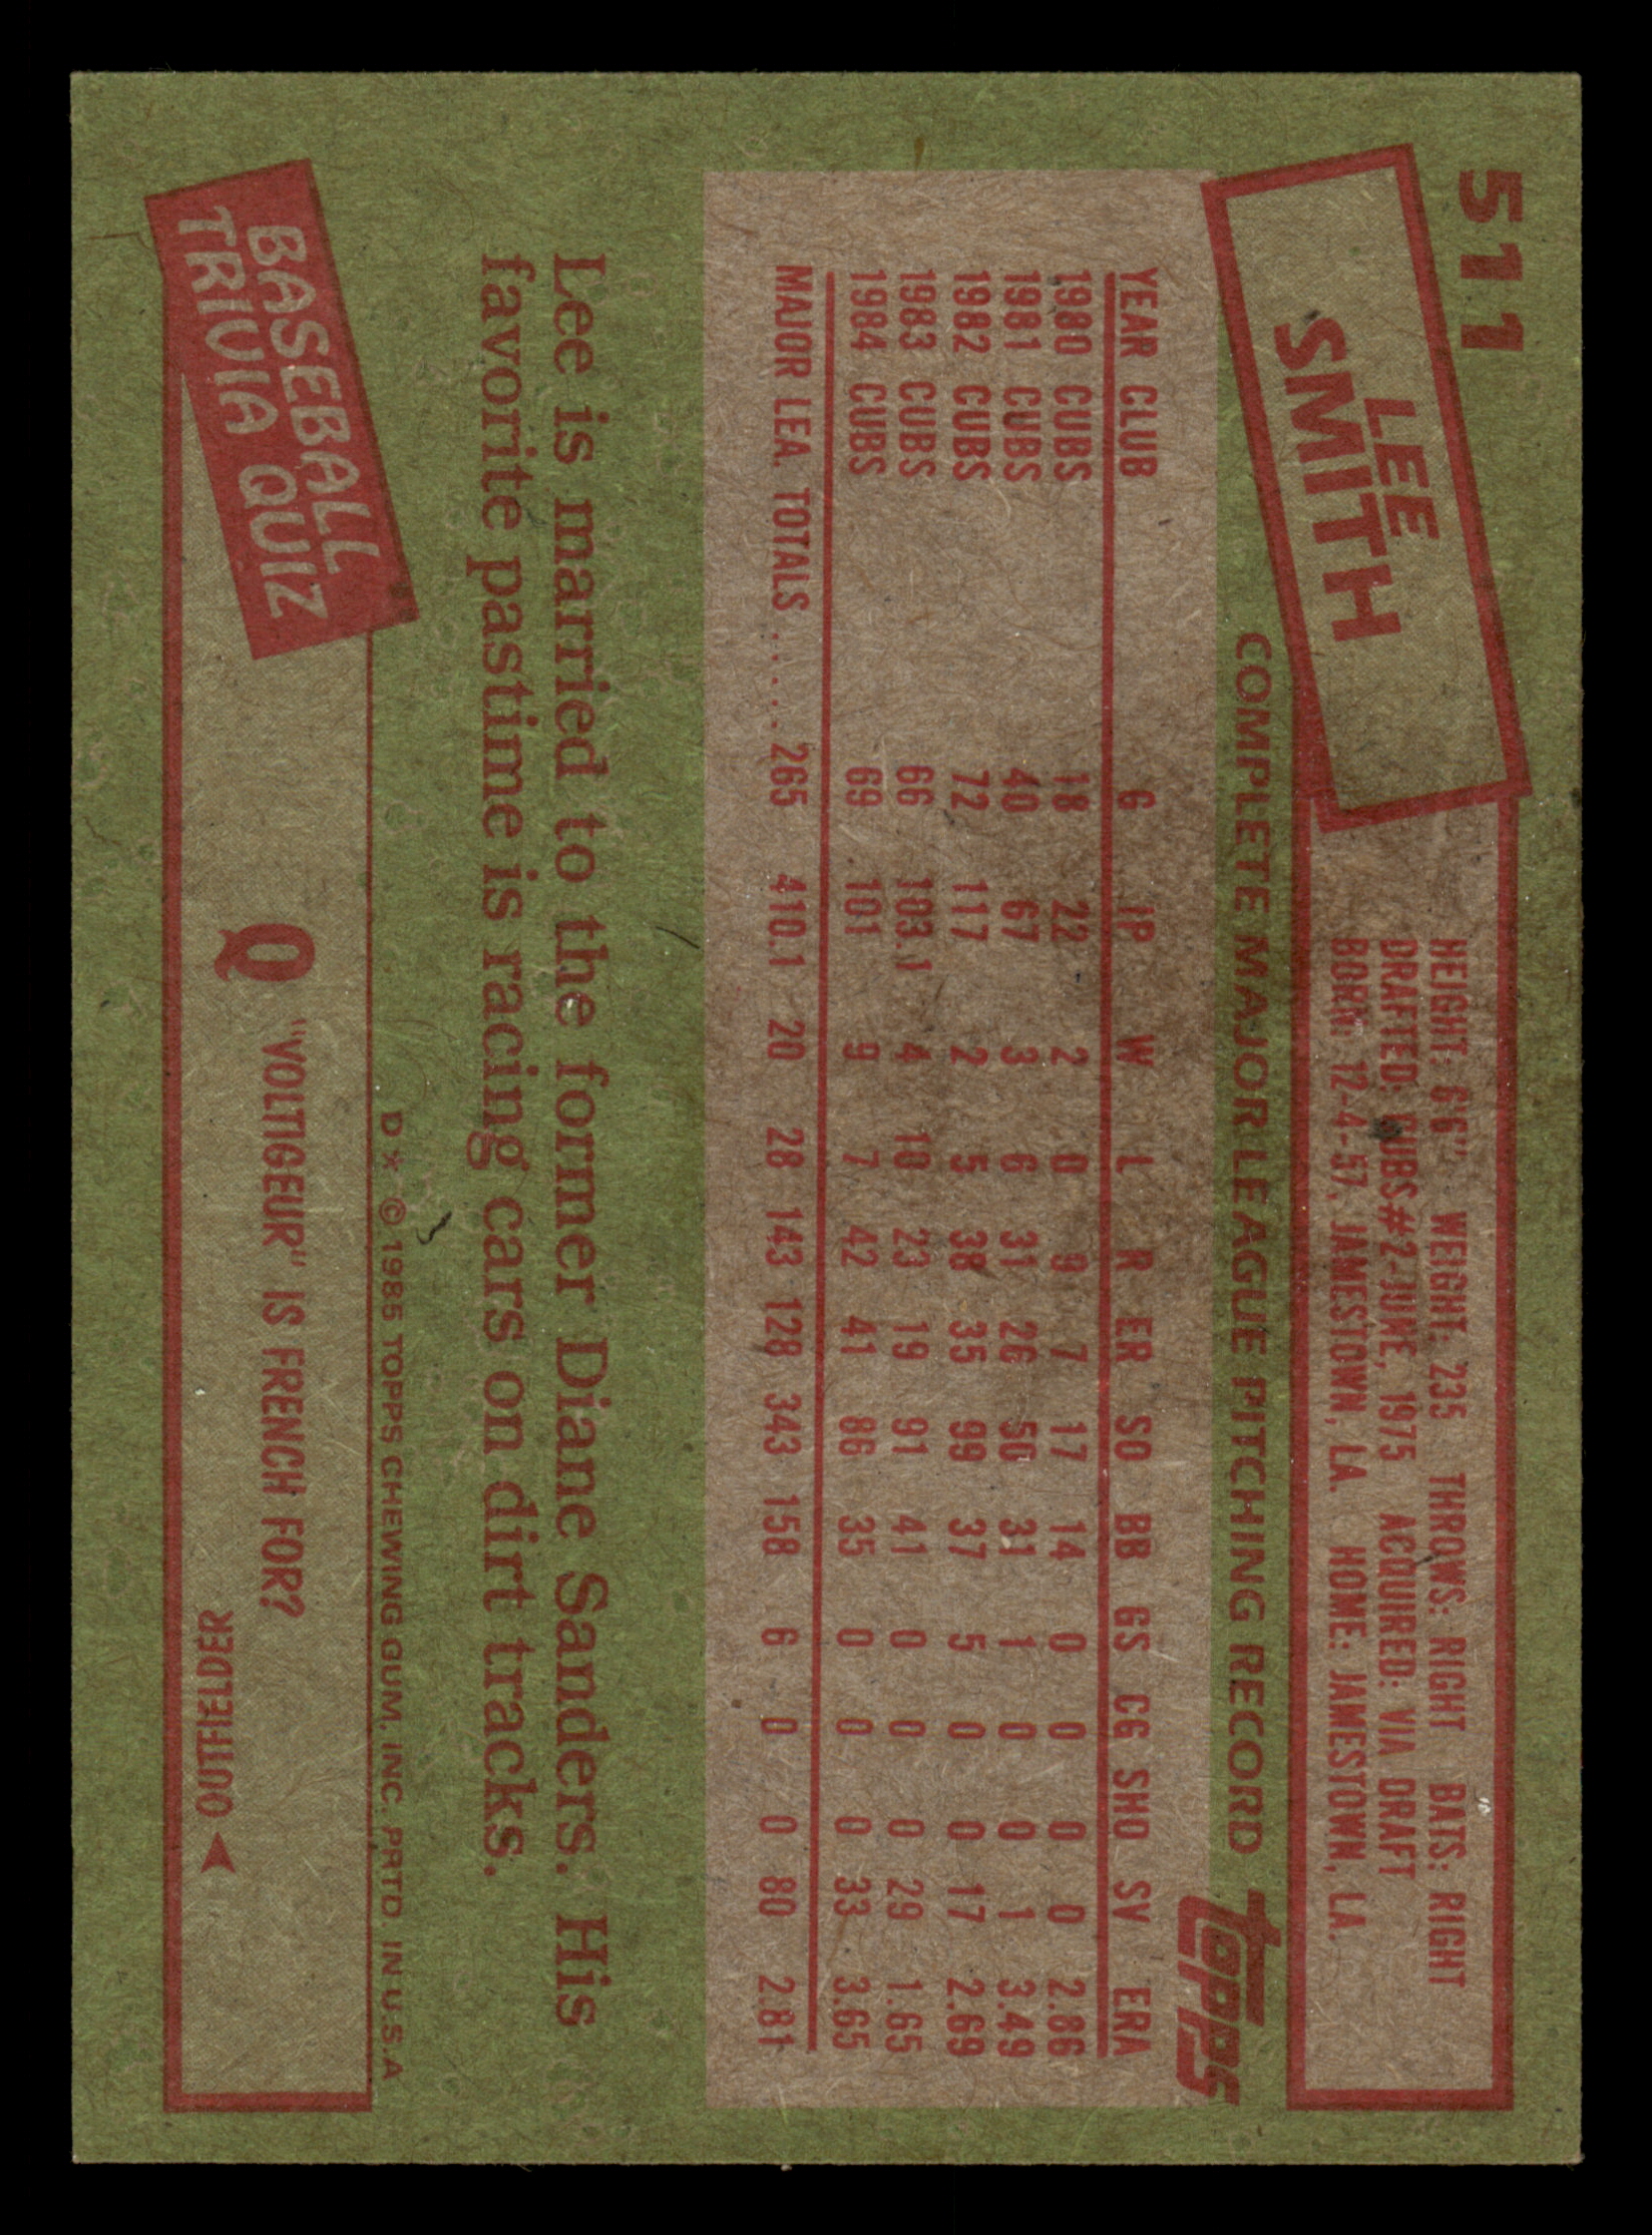 511
LEE
SMITH
HEIGHT: 6'6" WEIGHT: 235 THROWS: RIGHT BATS: RIGHT
DRAFTED: CUBS #2-JUNE, 1975 ACQUIRED: VIA DRAFT
BORN: 12-4-57, JAMESTOWN, LA. HOME: JAMESTOWN, LA.
COMPLETE MAJOR LEAGUE PITCHING RECORD
topps
YEAR CLUB G IP W L R ER SO BB GS CG SHO SV ERA
1980 CUBS 18 22 2 0 9 7 17 14 0 0 0 0 2.86
1981 CUBS 40 67 3 6 31 26 50 31 1 0 0 1 3.49
1982 CUBS 72 117 2 5 38 35 99 37 5 0 0 17 2.69
1983 CUBS 66 103.1 4 10 23 19 91 41 0 0 0 29 1.65
1984 CUBS 69 101 9 7 42 41 86 35 0 0 0 33 3.65
MAJOR LEA. TOTALS ..... 265 410.1 20 28 143 128 343 158 6 0 0 80 2.81
Lee is married to the former Diane Sanders. His
favorite pastime is racing cars on dirt tracks.
D * © 1985 TOPPS CHEWING GUM, INC. PRTD. IN U.S.A
BASEBALL
TRIVIA QUIZ
Q "VOLTIGEUR" IS FRENCH FOR?
OUTFIELDER